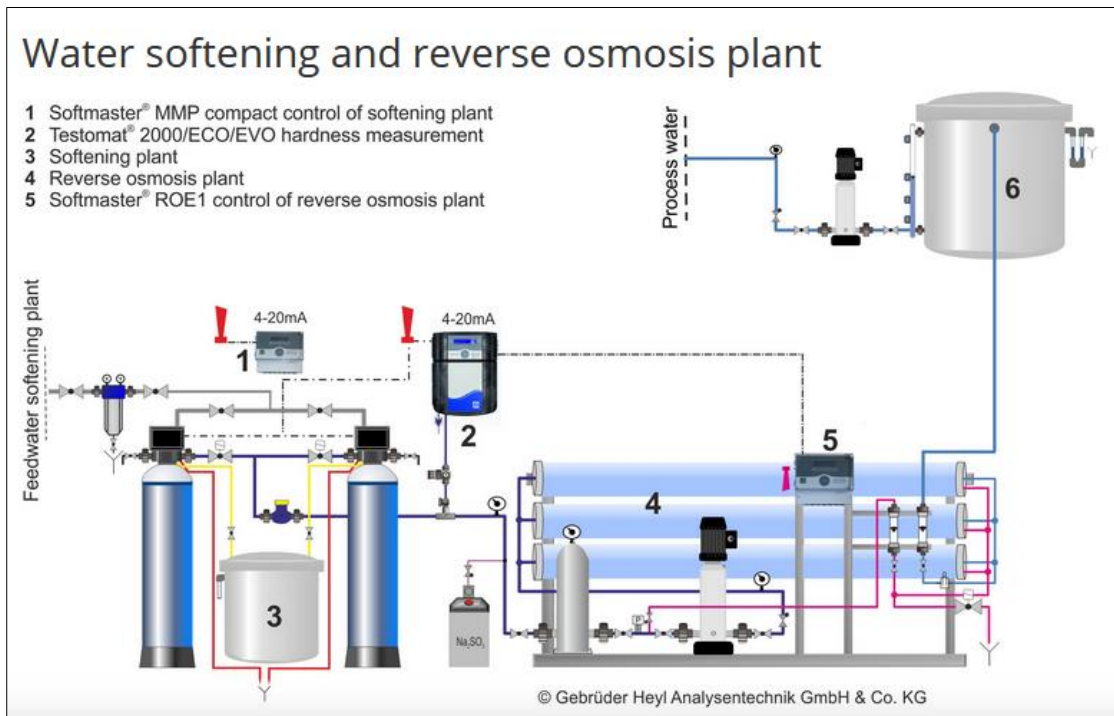 Water softening and reverse osmosis plant
1 Softmaster® MMP compact control of softening plant
2 Testomat® 2000/ECO/EVO hardness measurement
3 Softening plant
4 Reverse osmosis plant
5 Softmaster® ROE1 control of reverse osmosis plant
Process water
6
Feedwater softening plant
4-20mA
4-20mA
1
2
5
4
3
P
Na₂SO₃
© Gebrüder Heyl Analysentechnik GmbH & Co. KG